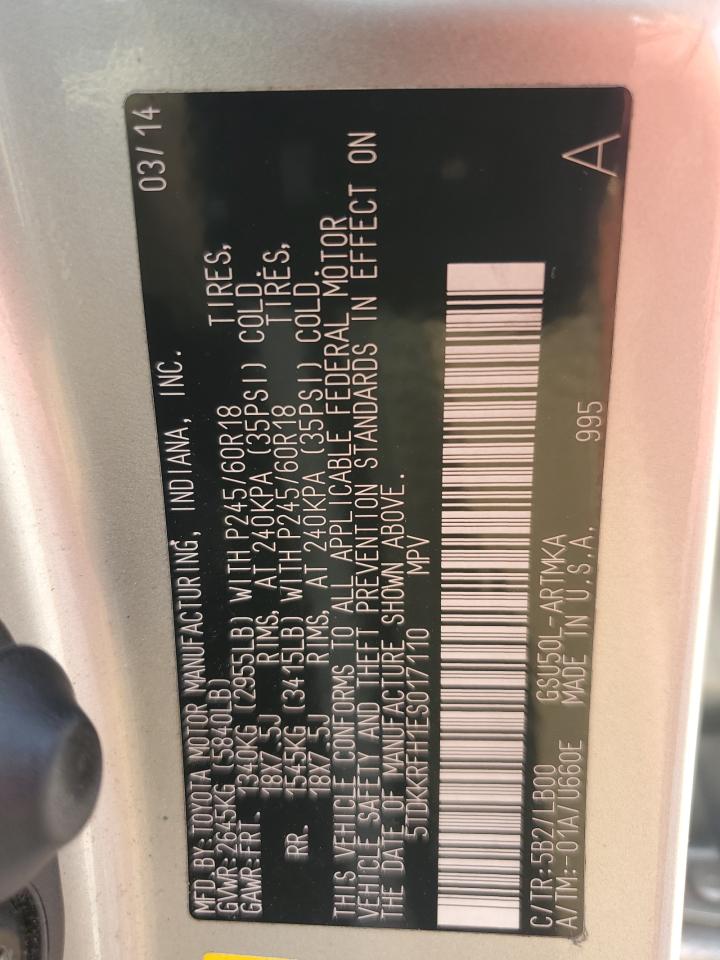 MFD.BY:TOYOTA MOTOR MANUFACTURING, INDIANA, INC. 03/14
GVWR:2645KG (5840LB)
GAWR:FRT. 1340KG (2955LB) WITH P245/60R18 TIRES,
18X7.5J RIMS, AT 240KPA (35PSI) COLD.
RR. 1545KG (3415LB) WITH P245/60R18 TIRES,
18X7.5J RIMS, AT 240KPA (35PSI) COLD.
THIS VEHICLE CONFORMS TO ALL APPLICABLE FEDERAL MOTOR
VEHICLE SAFETY AND THEFT PREVENTION STANDARDS IN EFFECT ON
THE DATE OF MANUFACTURE SHOWN ABOVE.
5TDKKRFH1ES017110 MPV
C/TR:5B2/LB00 GSU50L-ARTMKA 995 A
A/TM:-01A/U660E MADE IN U.S.A.